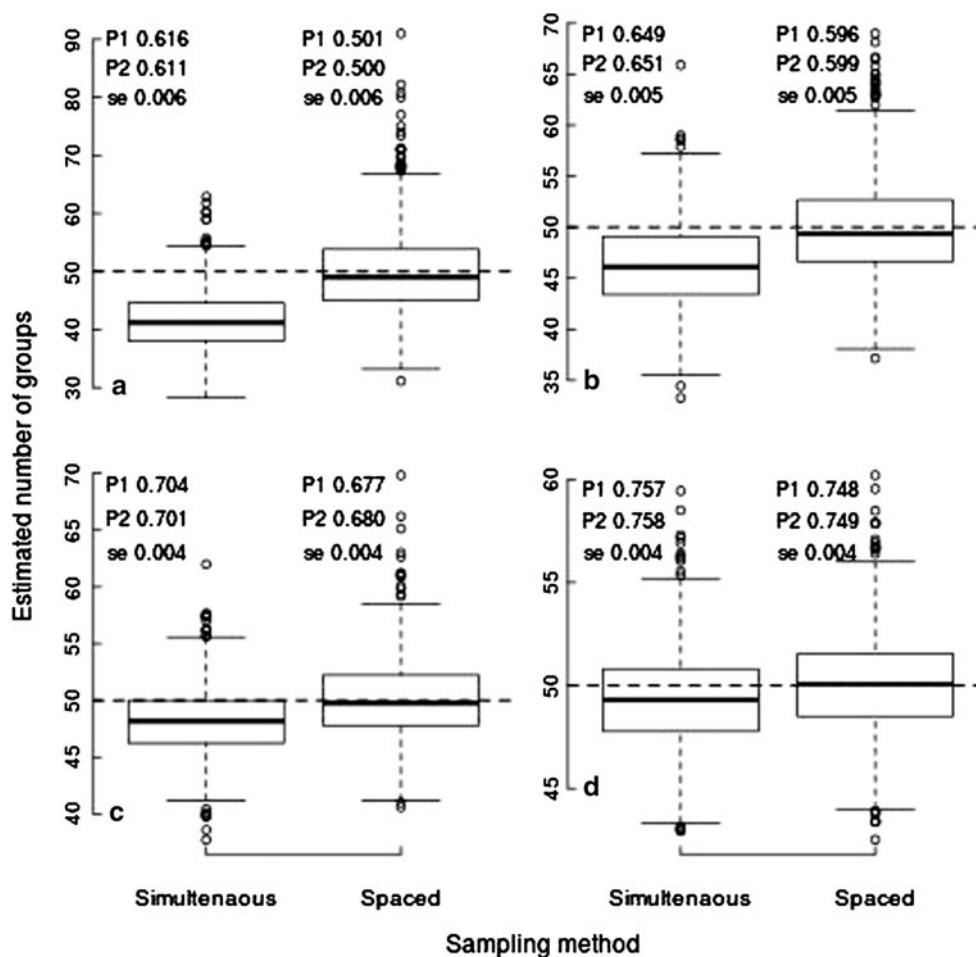 Estimated number of groups
90
80
70
60
50
40
30
P1 0.616
P2 0.611
se 0.006
P1 0.501
P2 0.500
se 0.006
a
70
65
60
55
50
45
40
35
P1 0.649
P2 0.651
se 0.005
P1 0.596
P2 0.599
se 0.005
b
70
65
60
55
50
45
40
P1 0.704
P2 0.701
se 0.004
P1 0.677
P2 0.680
se 0.004
c
60
55
50
45
P1 0.757
P2 0.758
se 0.004
P1 0.748
P2 0.749
se 0.004
d
Simultenaous Spaced Simultenaous Spaced
Sampling method